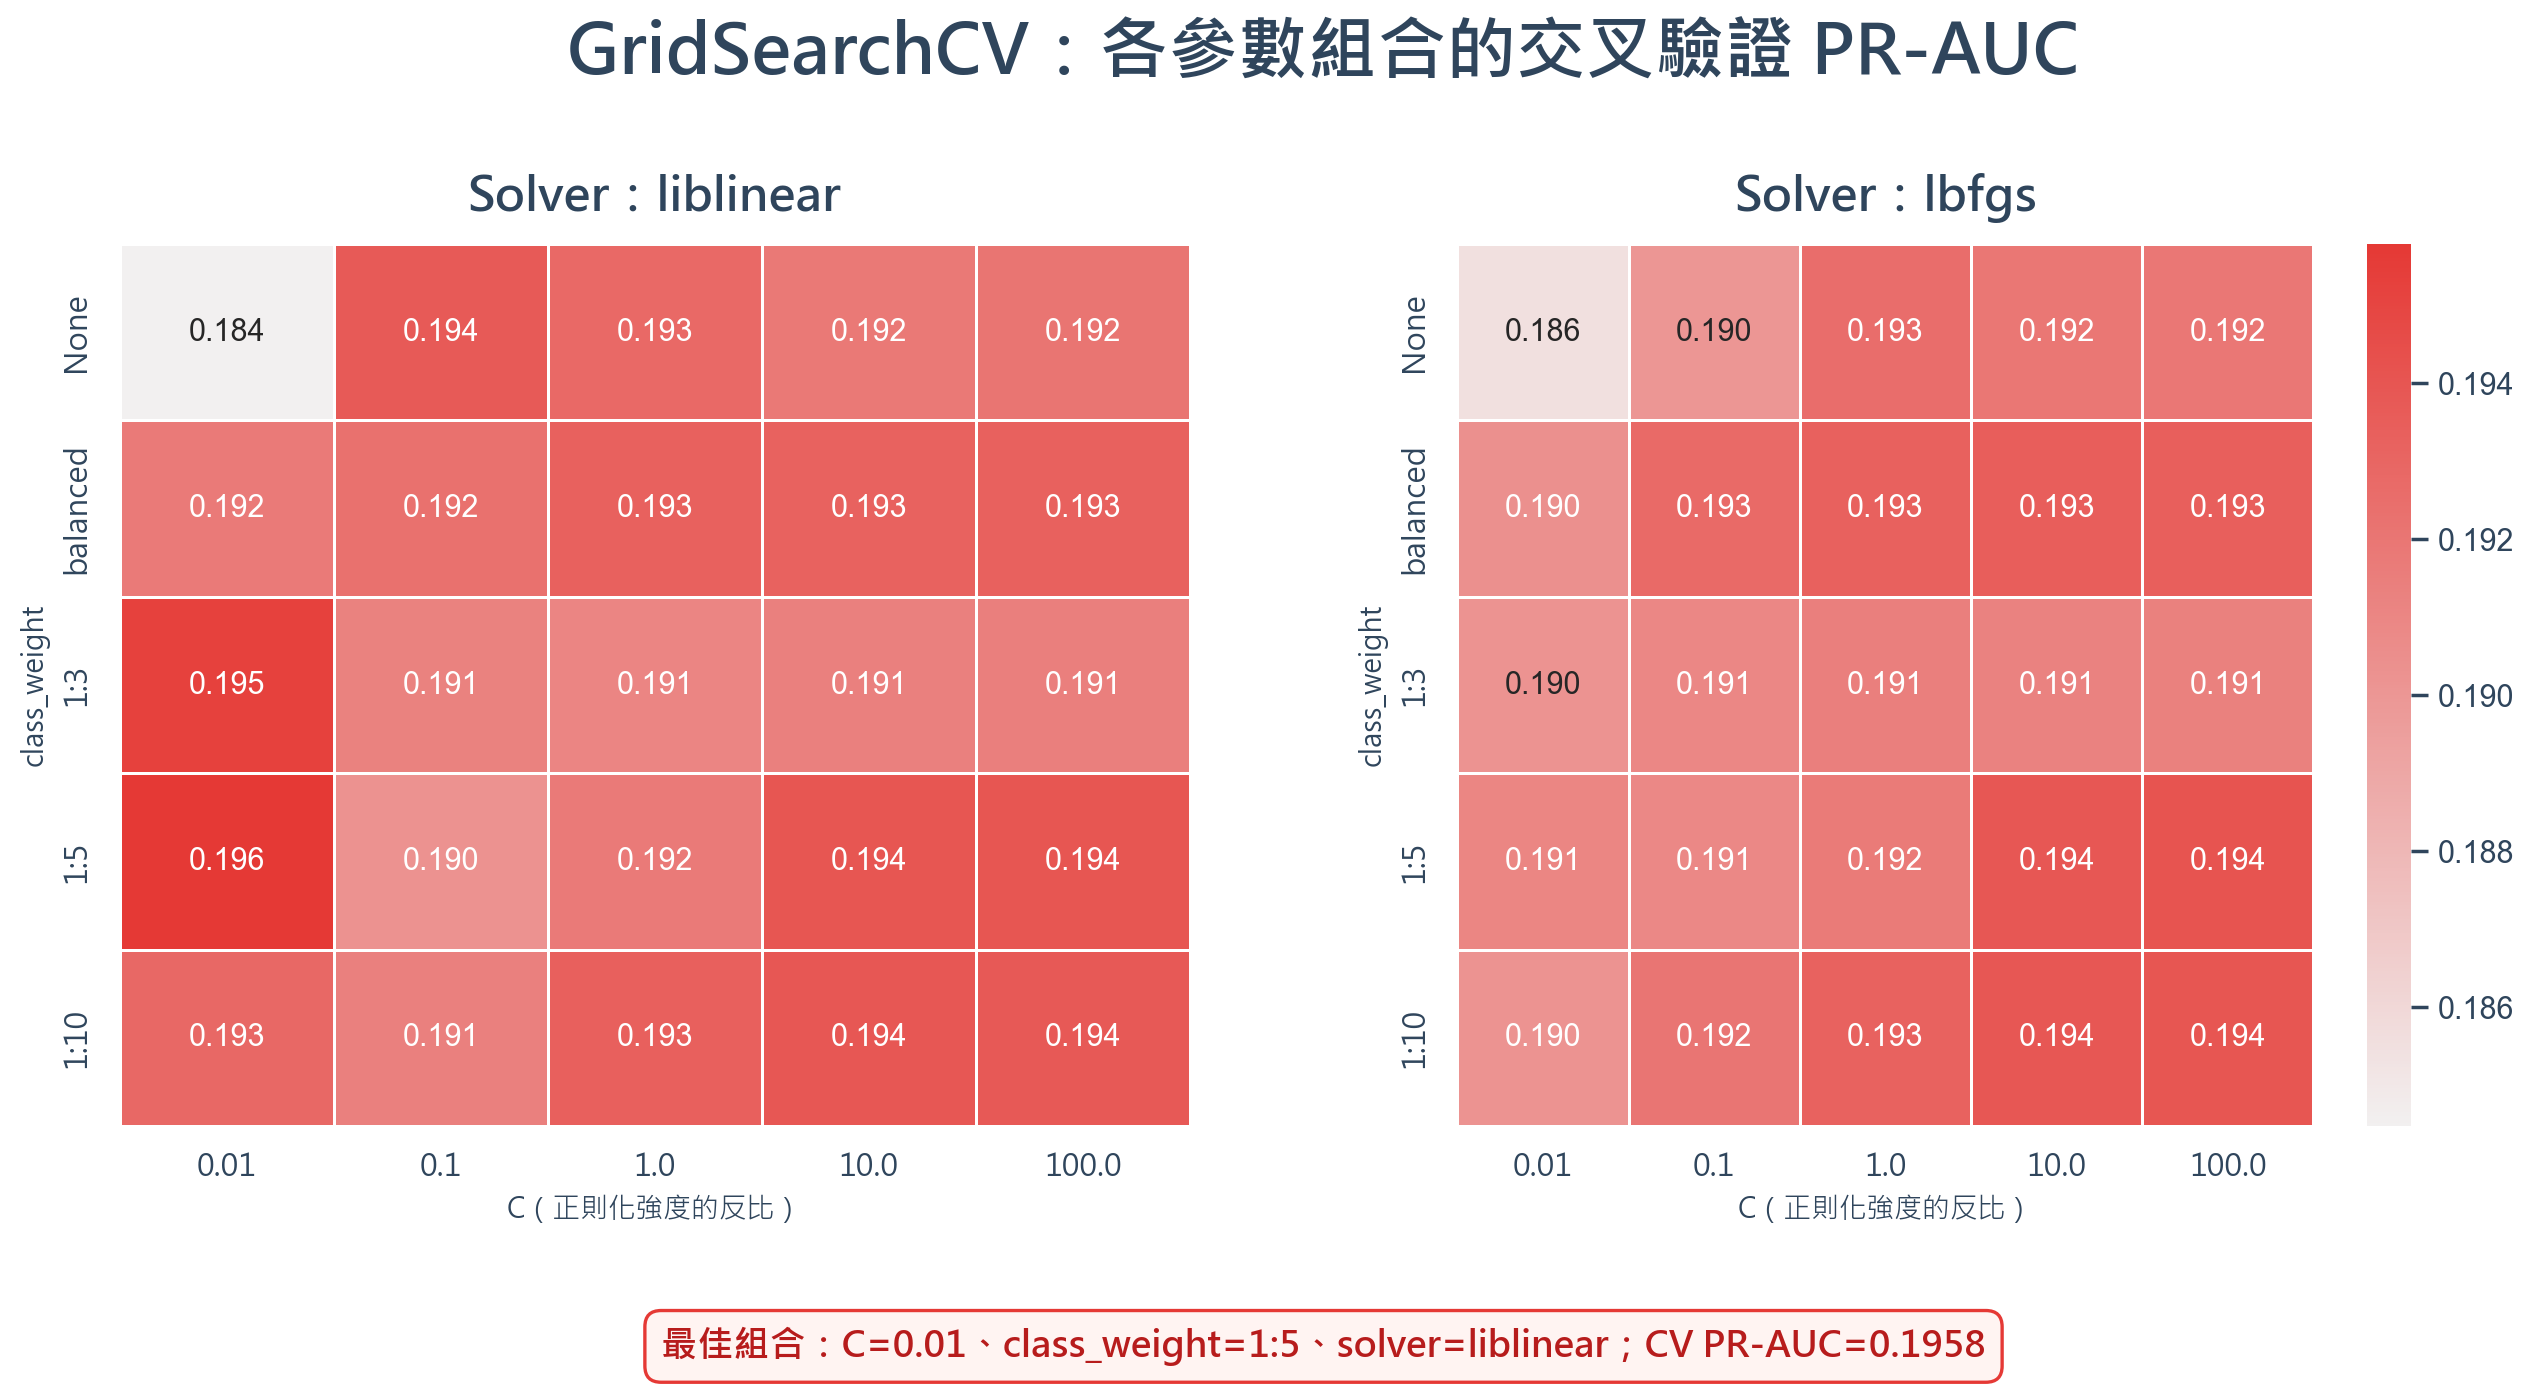 GridSearchCV：各參數組合的交叉驗證 PR-AUC
Solver：liblinear
class_weight
None
0.184 0.194 0.193 0.192 0.192
balanced
0.192 0.192 0.193 0.193 0.193
1:3
0.195 0.191 0.191 0.191 0.191
1:5
0.196 0.190 0.192 0.194 0.194
1:10
0.193 0.191 0.193 0.194 0.194
0.01 0.1 1.0 10.0 100.0
C（正則化強度的反比）
Solver：lbfgs
class_weight
None
0.186 0.190 0.193 0.192 0.192
balanced
0.190 0.193 0.193 0.193 0.193
1:3
0.190 0.191 0.191 0.191 0.191
1:5
0.191 0.191 0.192 0.194 0.194
1:10
0.190 0.192 0.193 0.194 0.194
0.01 0.1 1.0 10.0 100.0
C（正則化強度的反比）
0.194
0.192
0.190
0.188
0.186
最佳組合：C=0.01、class_weight=1:5、solver=liblinear；CV PR-AUC=0.1958